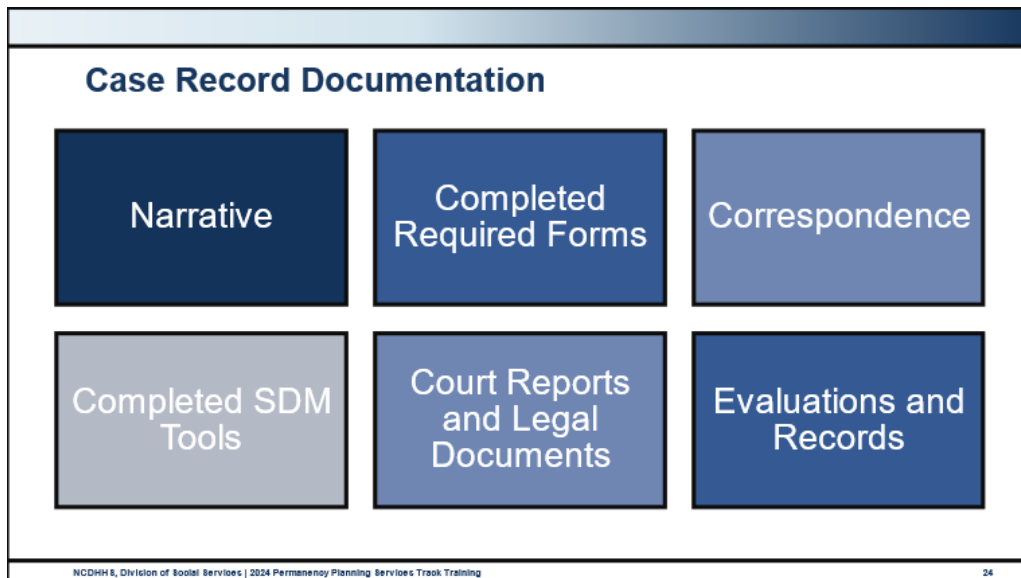 Case Record Documentation
Narrative
Completed
Required Forms
Correspondence
Completed SDM
Tools
Court Reports
and Legal
Documents
Evaluations and
Records
NCDHHS, Division of Social Services | 2024 Permanency Planning Services Track Training
24